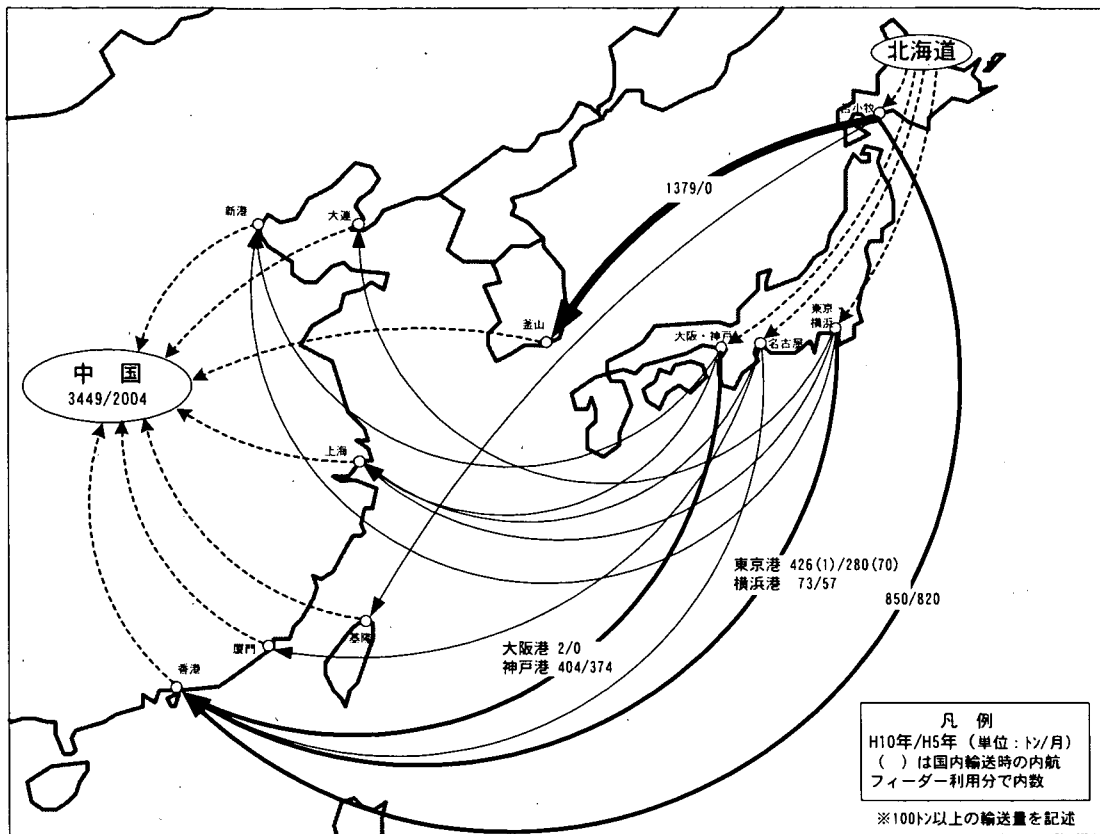 北海道
苫小牧
1379/0
新港
大連
釜山
東京
横浜
大阪・神戸
名古屋
中 国
3449/2004
上海
東京港 426(1)/280(70)
横浜港 73/57
850/820
基隆
厦門
大阪港 2/0
神戸港 404/374
香港
凡 例
H10年/H5年 (単位:トン/月)
( )は国内輸送時の内航
フィーダー利用分で内数
※100トン以上の輸送量を記述